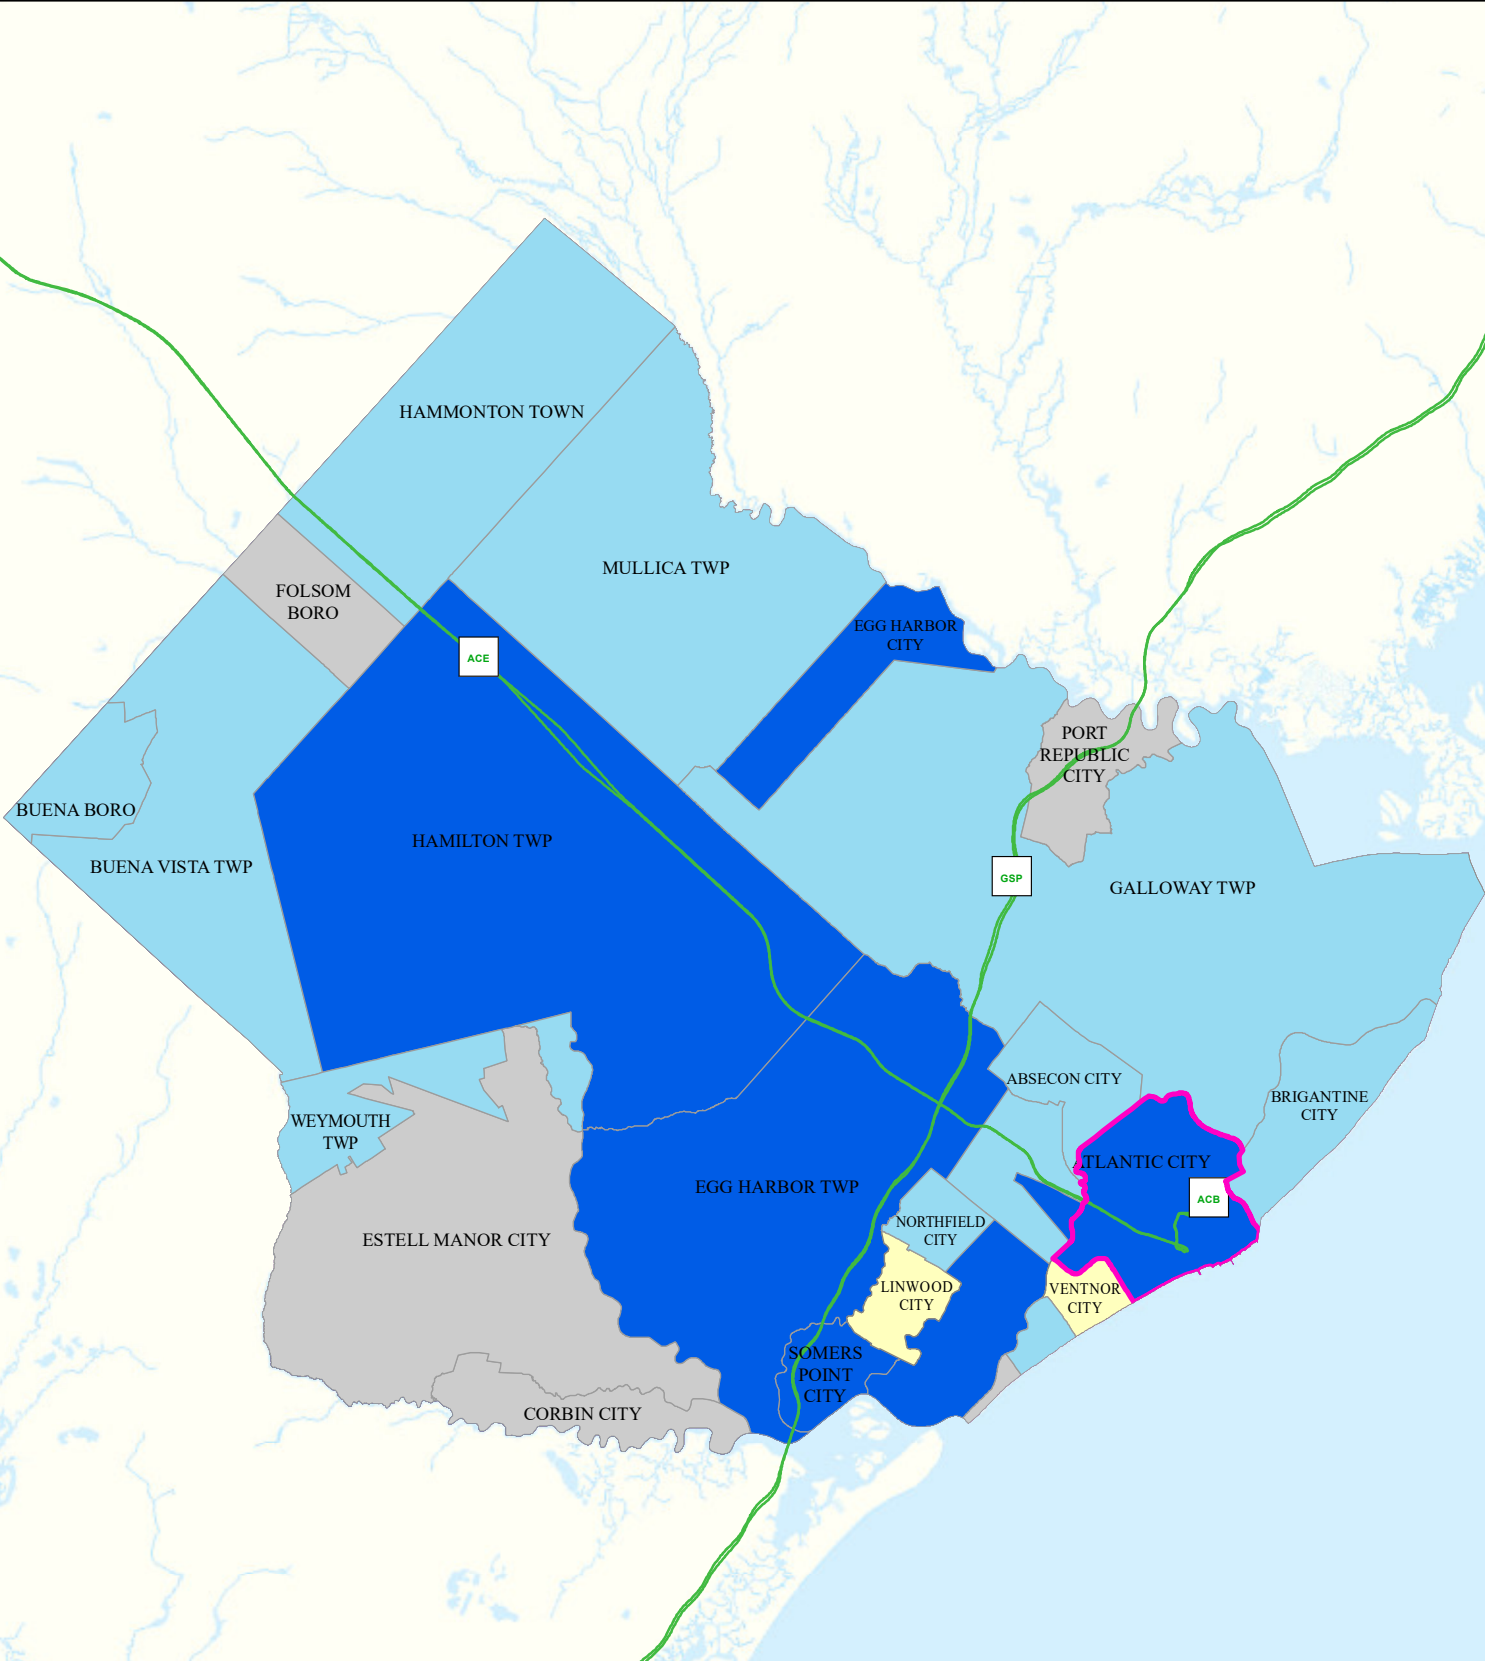 HAMMONTON TOWN
MULLICA TWP
FOLSOM
BORO
EGG HARBOR
CITY
ACE
PORT
REPUBLIC
CITY
BUENA BORO
HAMILTON TWP
BUENA VISTA TWP
GSP
GALLOWAY TWP
ABSECON CITY
BRIGANTINE
CITY
WEYMOUTH
TWP
ATLANTIC CITY
EGG HARBOR TWP
ACB
NORTHFIELD
CITY
ESTELL MANOR CITY
LINWOOD
CITY
VENTNOR
CITY
SOMERS
POINT
CITY
CORBIN CITY